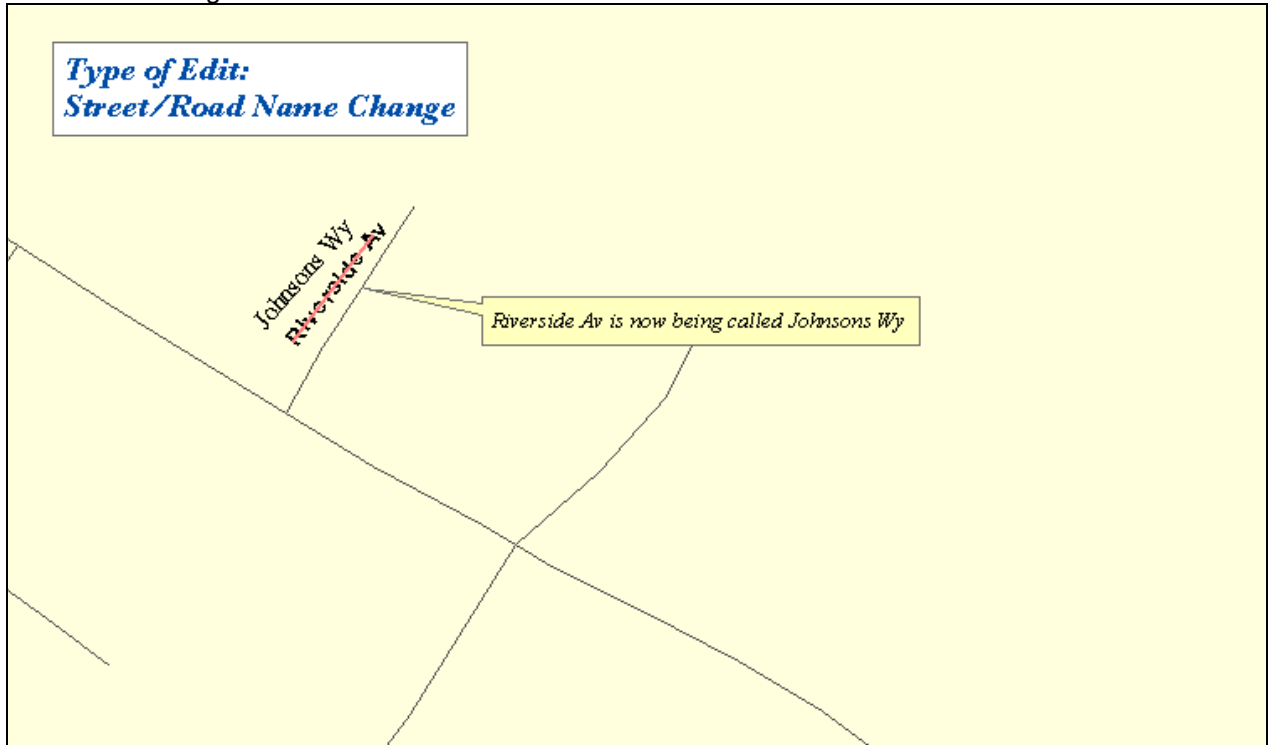 Type of Edit:
Street/Road Name Change
Johnsons Wy
Riverside Av
Riverside Av is now being called Johnsons Wy